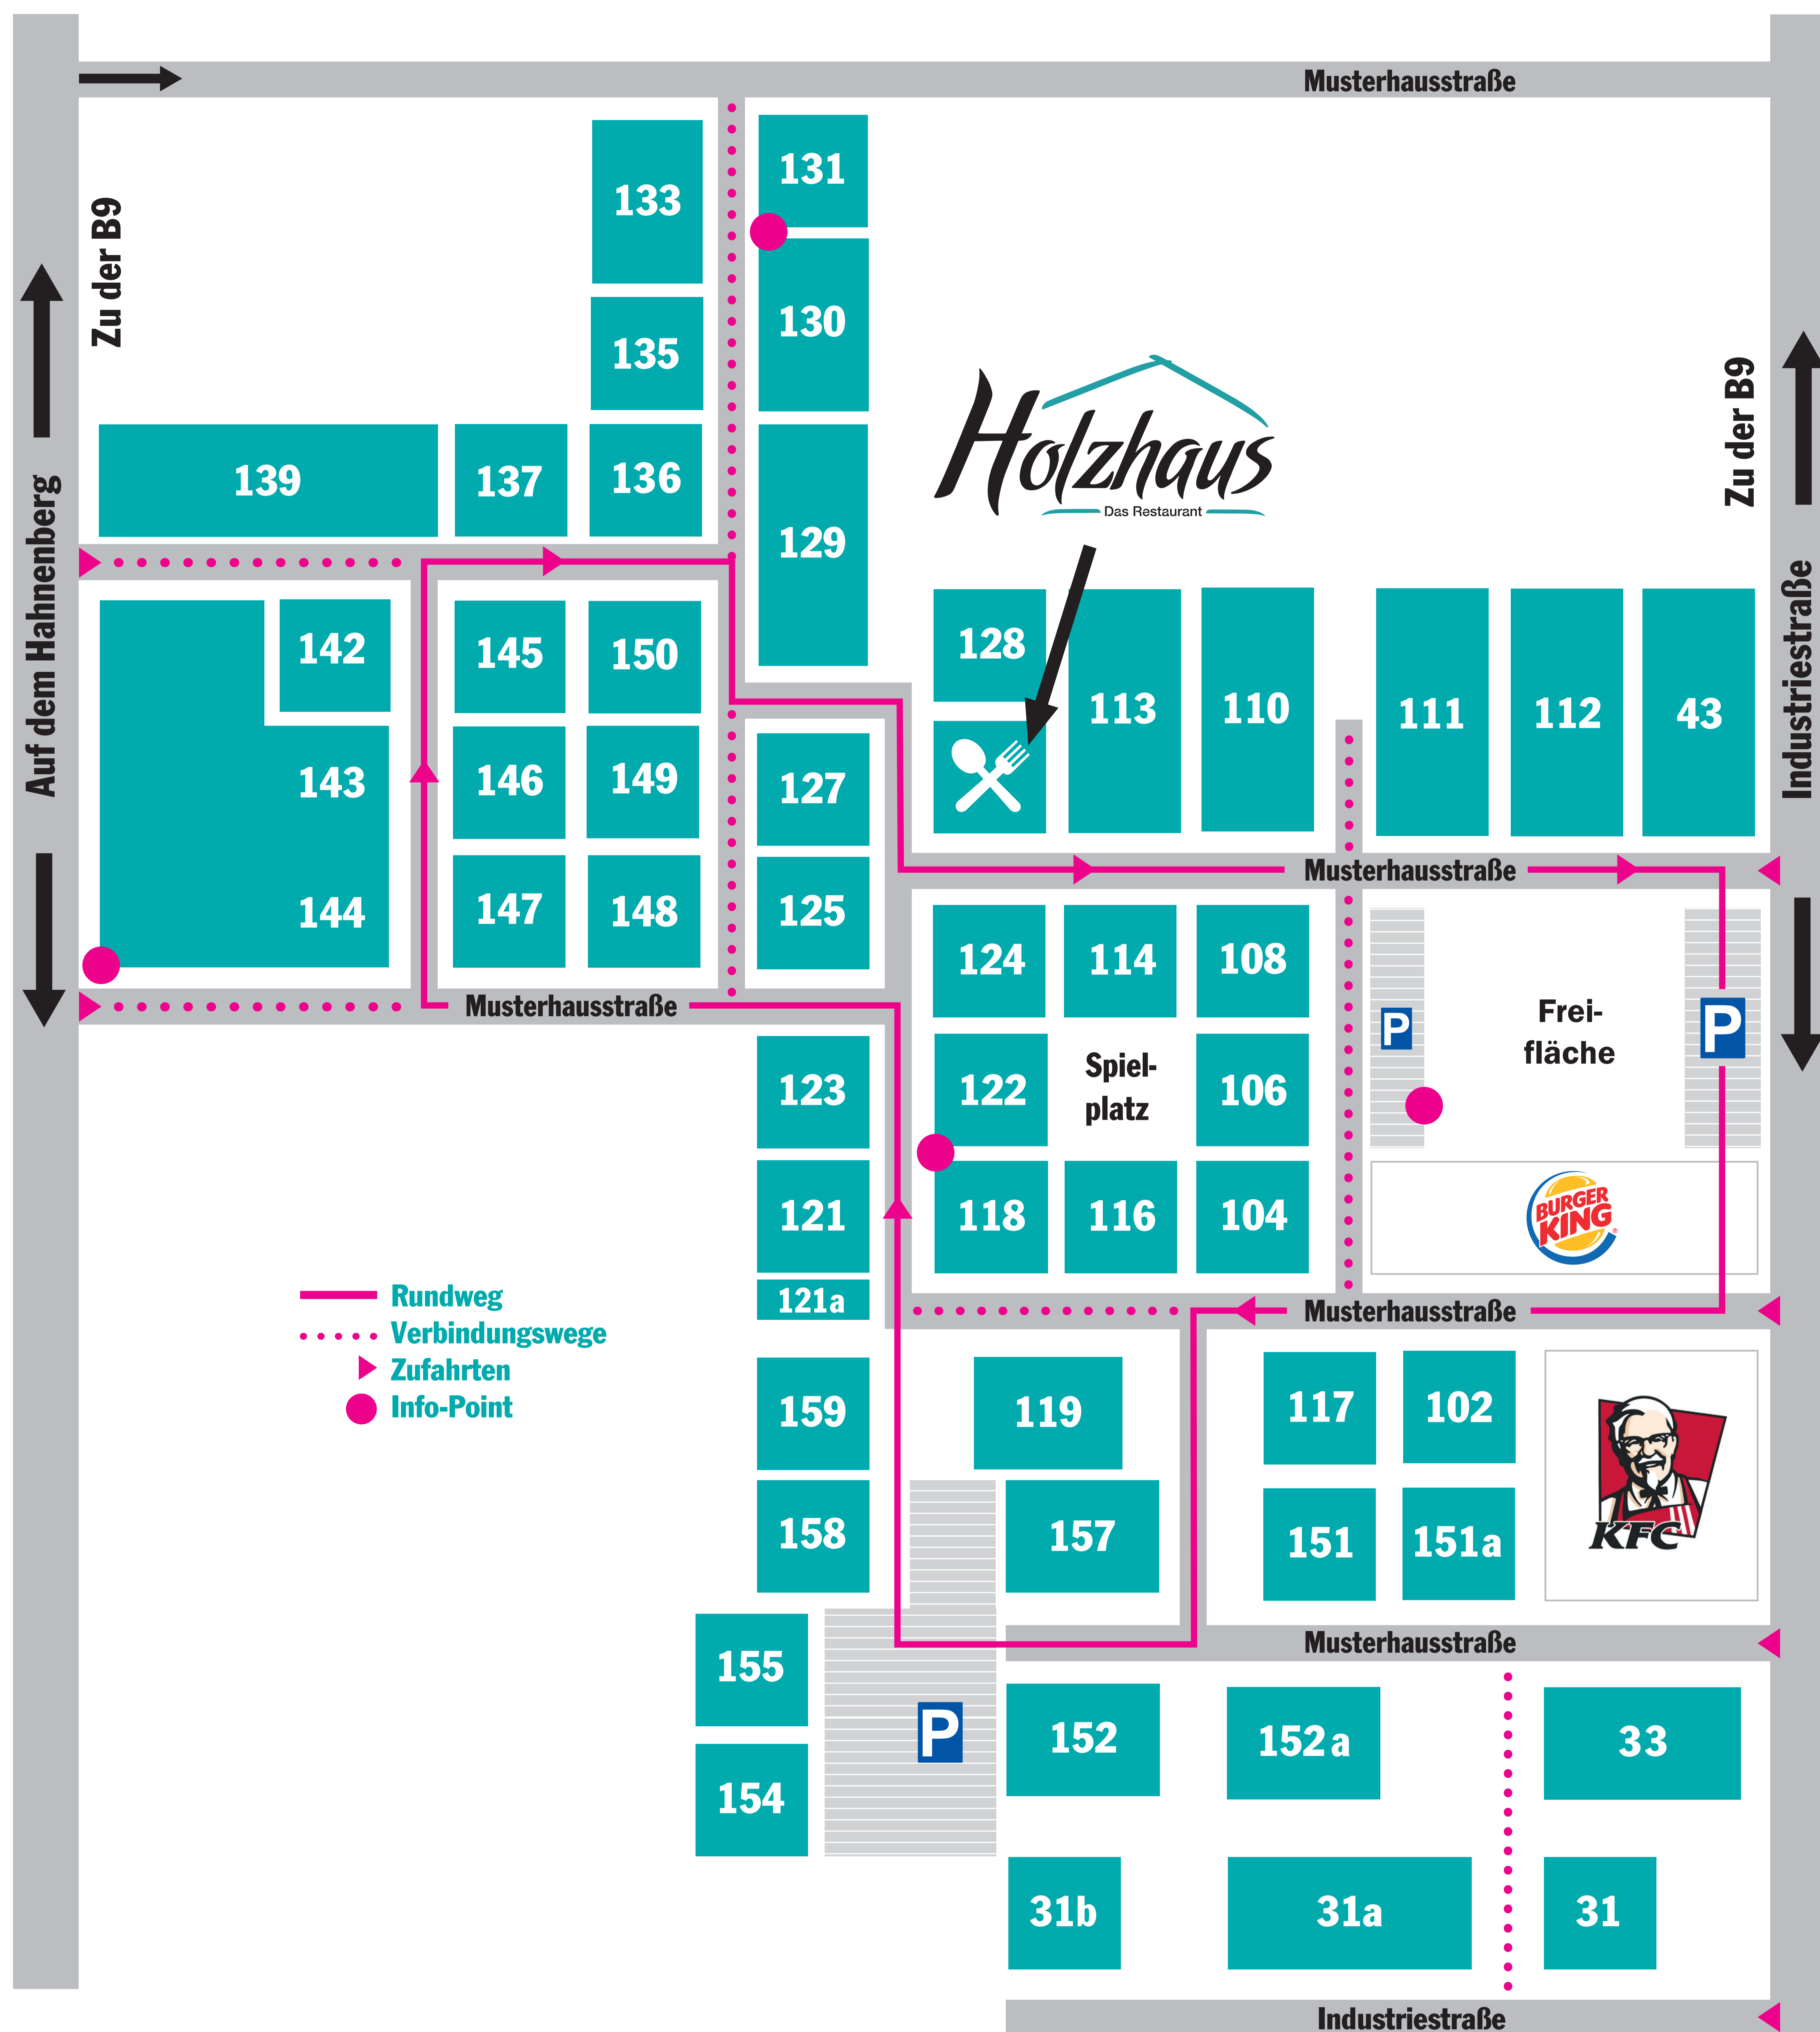 Musterhausstraße
Zu der B9
Auf dem Hahnenberg
133
131
135
130
139
137
136
129
Holzhaus
Das Restaurant
Zu der B9
Industriestraße
142
143
144
145
150
146
149
147
148
127
125
128
113
110
111
112
43
Musterhausstraße
Musterhausstraße
124
114
108
122
Spiel-
platz
106
118
116
104
P
Frei-
fläche
P
BURGER
KING
®
123
121
121a
Rundweg
Verbindungswege
Zufahrten
Info-Point
Musterhausstraße
159
119
117
102
158
157
151
151a
KFC
Musterhausstraße
155
154
P
152
152 a
33
31b
31a
31
Industriestraße